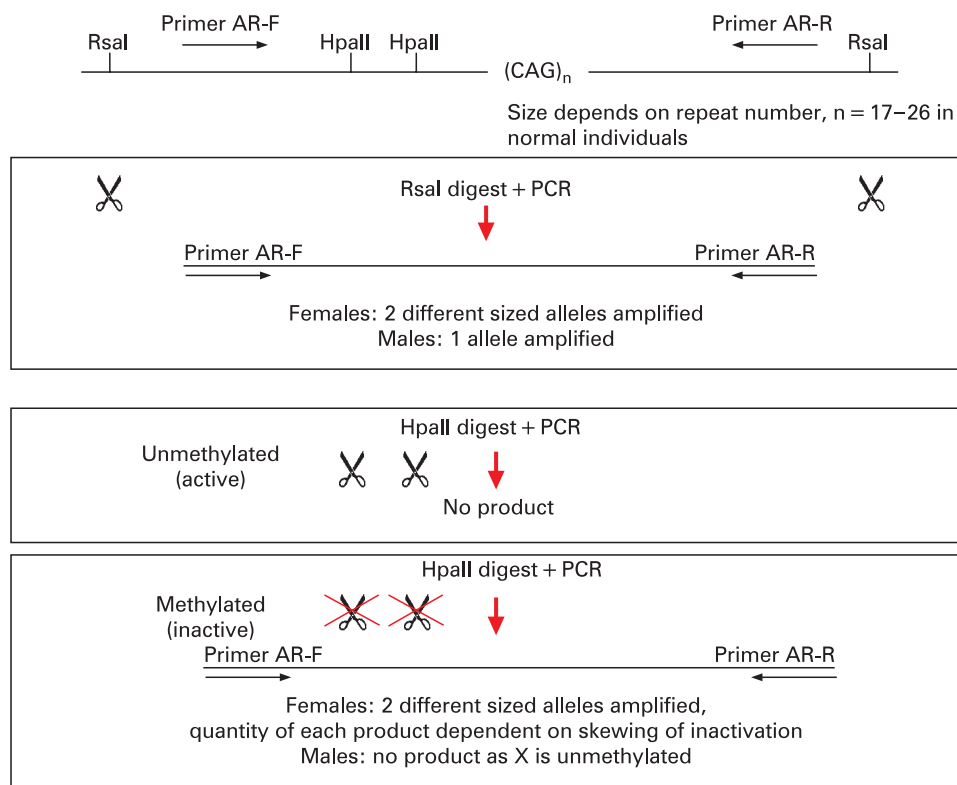 Primer AR-F
Primer AR-R
RsaI
HpaII
HpaII
RsaI
(CAG)n
Size depends on repeat number, n = 17–26 in
normal individuals
RsaI digest + PCR
Primer AR-F
Primer AR-R
Females: 2 different sized alleles amplified
Males: 1 allele amplified
HpaII digest + PCR
Unmethylated
(active)
No product
HpaII digest + PCR
Methylated
(inactive)
Primer AR-F
Primer AR-R
Females: 2 different sized alleles amplified,
quantity of each product dependent on skewing of inactivation
Males: no product as X is unmethylated